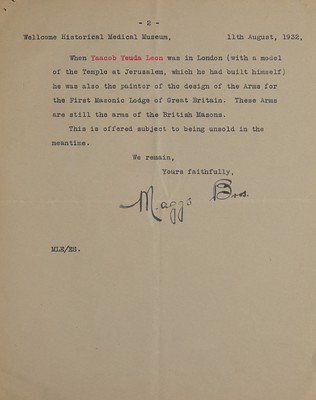 - 2 -
Wellcome Historical Medical Museum, 11th August, 1932.
When Yaacob Yeuda Leon was in London (with a model
of the Temple at Jerusalem, which he had built himself)
he was also the painter of the design of the Arms for
the First Masonic Lodge of Great Britain. These Arms
are still the arms of the British Masons.
This is offered subject to being unsold in the
meantime.
We remain,
Yours faithfully,
Maggs Bros.
MLE/ES.